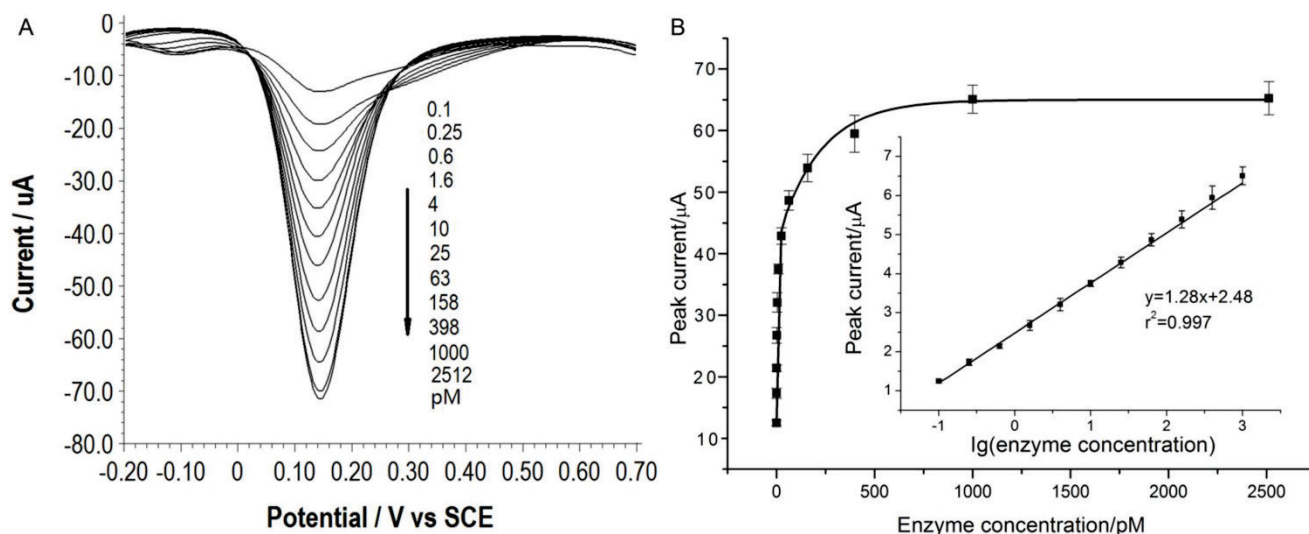 A
0
-10.0
-20.0
-30.0
-40.0
-50.0
-60.0
-70.0
-80.0
Current / uA
0.1
0.25
0.6
1.6
4
10
25
63
158
398
1000
2512
pM
-0.20 -0.10 0 0.10 0.20 0.30 0.40 0.50 0.60 0.70
Potential / V vs SCE
B
70
60
50
40
30
20
10
Peak current/μA
7
6
5
4
3
2
1
Peak current/μA
y=1.28x+2.48
r²=0.997
-1 0 1 2 3
lg(enzyme concentration)
0 500 1000 1500 2000 2500
Enzyme concentration/pM